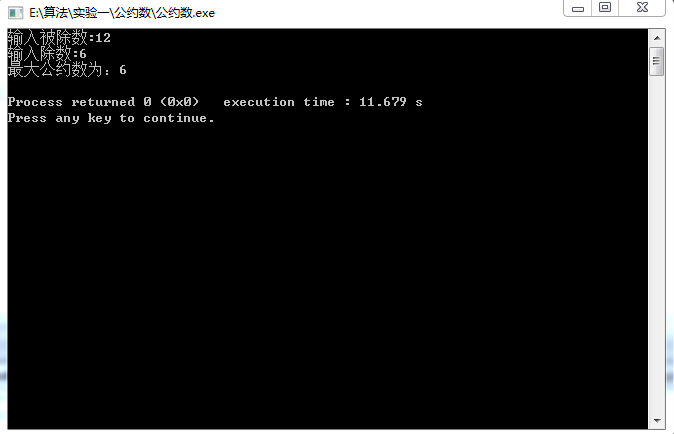 E:\算法\实验一\公约数\公约数.exe
输入被除数:12
输入除数:6
最大公约数为：6
Process returned 0 (0x0)   execution time : 11.679 s
Press any key to continue.